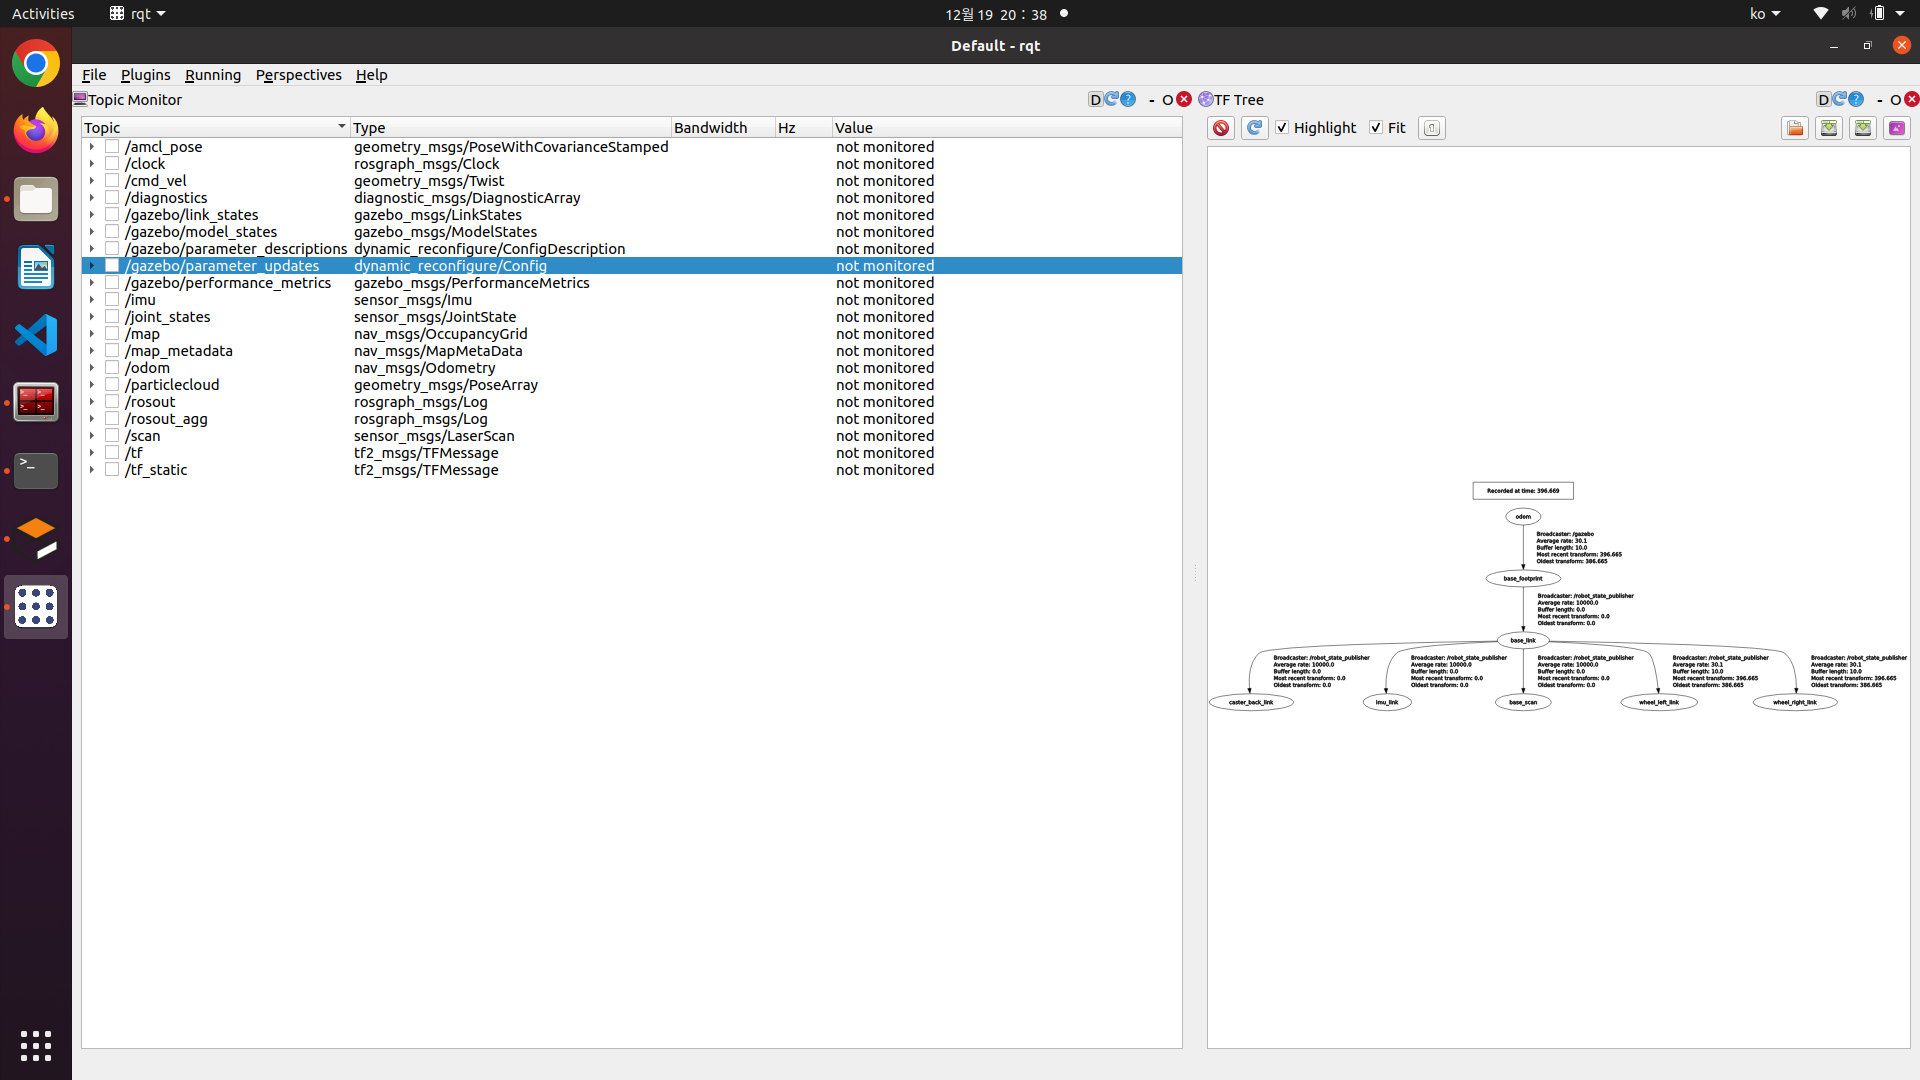 Activities rqt 12월 19 20 : 38 ko
Default - rqt
File Plugins Running Perspectives Help
Topic Monitor D ? - O TF Tree D ? - O
Topic Type Bandwidth Hz Value
Highlight Fit
/amcl_pose geometry_msgs/PoseWithCovarianceStamped not monitored
/clock rosgraph_msgs/Clock not monitored
/cmd_vel geometry_msgs/Twist not monitored
/diagnostics diagnostic_msgs/DiagnosticArray not monitored
/gazebo/link_states gazebo_msgs/LinkStates not monitored
/gazebo/model_states gazebo_msgs/ModelStates not monitored
/gazebo/parameter_descriptions dynamic_reconfigure/ConfigDescription not monitored
/gazebo/parameter_updates dynamic_reconfigure/Config not monitored
/gazebo/performance_metrics gazebo_msgs/PerformanceMetrics not monitored
/imu sensor_msgs/Imu not monitored
/joint_states sensor_msgs/JointState not monitored
/map nav_msgs/OccupancyGrid not monitored
/map_metadata nav_msgs/MapMetaData not monitored
/odom nav_msgs/Odometry not monitored
/particlecloud geometry_msgs/PoseArray not monitored
/rosout rosgraph_msgs/Log not monitored
/rosout_agg rosgraph_msgs/Log not monitored
/scan sensor_msgs/LaserScan not monitored
/tf tf2_msgs/TFMessage not monitored
/tf_static tf2_msgs/TFMessage not monitored
Recorded at time: 396.669
odom
Broadcaster: /gazebo
Average rate: 30.1
Buffer length: 10.0
Most recent transform: 396.665
Oldest transform: 386.665
base_footprint
Broadcaster: /robot_state_publisher
Average rate: 10000.0
Buffer length: 0.0
Most recent transform: 0.0
Oldest transform: 0.0
base_link
Broadcaster: /robot_state_publisher
Average rate: 10000.0
Buffer length: 0.0
Most recent transform: 0.0
Oldest transform: 0.0
Broadcaster: /robot_state_publisher
Average rate: 10000.0
Buffer length: 0.0
Most recent transform: 0.0
Oldest transform: 0.0
Broadcaster: /robot_state_publisher
Average rate: 10000.0
Buffer length: 0.0
Most recent transform: 0.0
Oldest transform: 0.0
Broadcaster: /robot_state_publisher
Average rate: 30.1
Buffer length: 10.0
Most recent transform: 396.665
Oldest transform: 386.665
Broadcaster: /robot_state_publisher
Average rate: 30.1
Buffer length: 10.0
Most recent transform: 396.665
Oldest transform: 386.665
caster_back_link imu_link base_scan wheel_left_link wheel_right_link